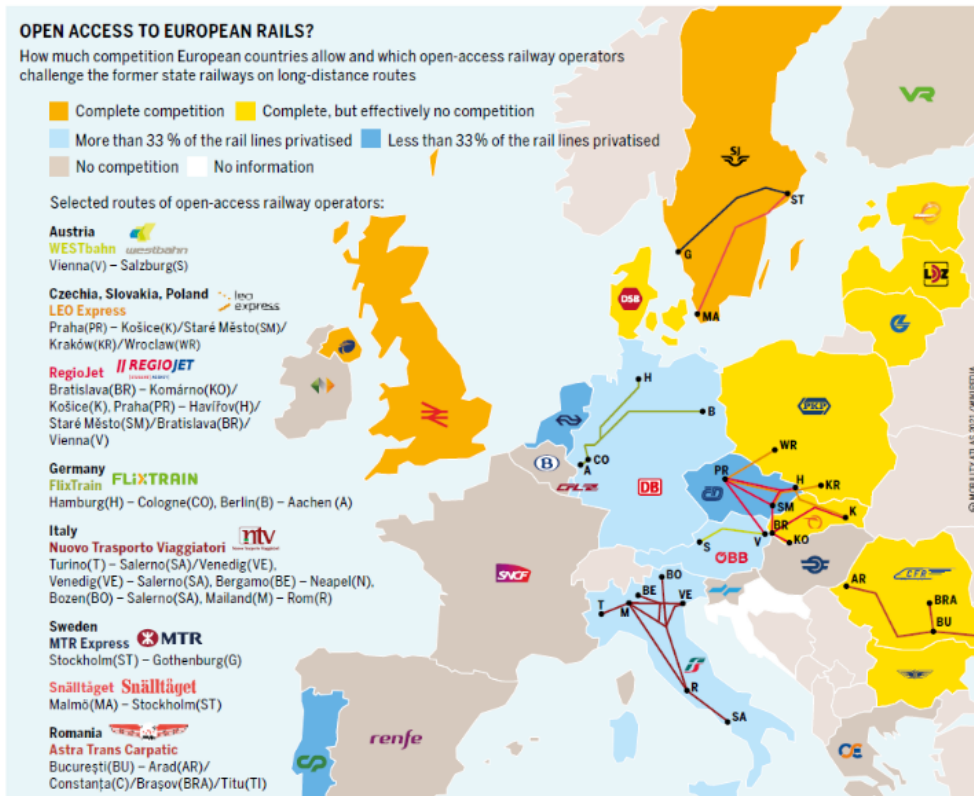 OPEN ACCESS TO EUROPEAN RAILS?
How much competition European countries allow and which open-access railway operators
challenge the former state railways on long-distance routes
Complete competition
Complete, but effectively no competition
More than 33 % of the rail lines privatised
Less than 33% of the rail lines privatised
No competition
No information
Selected routes of open-access railway operators:
Austria
WESTbahn
westbahn
Vienna(V) – Salzburg(S)
Czechia, Slovakia, Poland
leo
express
LEO Express
Praha(PR) – Košice(K)/Staré Město(SM)/
Kraków(KR)/Wroclaw(WR)
RegioJet
REGIOJET
Bratislava(BR) – Komárno(KO)/
Košice(K), Praha(PR) – Havířov(H)/
Staré Město(SM)/Bratislava(BR)/
Vienna(V)
Germany
FlixTrain
FLiXTRAIN
Hamburg(H) – Cologne(CO), Berlin(B) – Aachen (A)
Italy
Nuovo Trasporto Viaggiatori
ntv
Turino(T) – Salerno(SA)/Venedig(VE),
Venedig(VE) – Salerno(SA), Bergamo(BE) – Neapel(N),
Bozen(BO) – Salerno(SA), Mailand(M) – Rom(R)
Sweden
MTR Express
MTR
Stockholm(ST) – Gothenburg(G)
Snälltåget
Snälltåget
Malmö(MA) – Stockholm(ST)
Romania
Astra Trans Carpatic
București(BU) – Arad(AR)/
Constanța(C)/Brașov(BRA)/Titu(TI)
VR
SJ
ST
G
MA
DSB
LDZ
H
B
CO
A
B
CFL
DB
PKP
WR
PR
H
KR
ČD
SM
K
BR
V
KO
S
ÖBB
SNCF
BO
BE
VE
T
M
R
SA
AR
CFR
BRA
BU
renfe
CP
OE
© MOBILITY ATLAS 2021, OMNIPEDIA